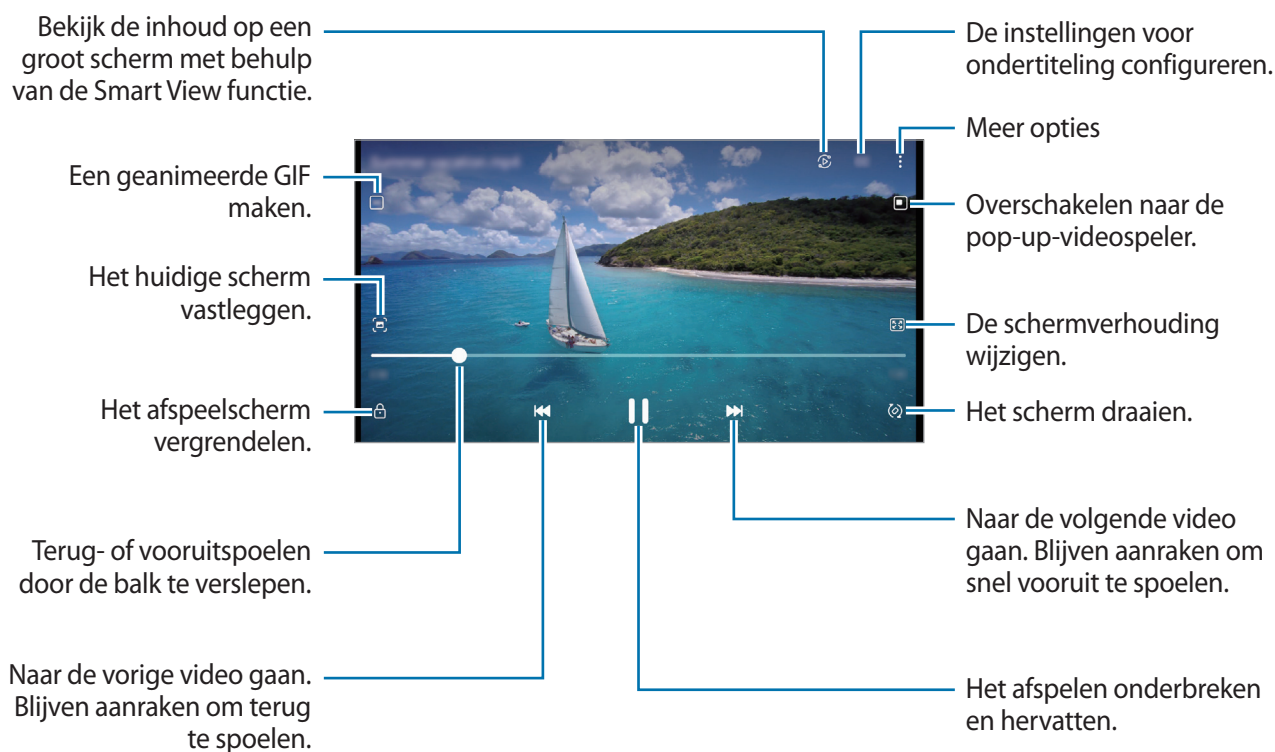 Bekijk de inhoud op een
groot scherm met behulp
van de Smart View functie.
De instellingen voor
ondertiteling configureren.
Meer opties
Een geanimeerde GIF
maken.
Overschakelen naar de
pop-up-videospeler.
Het huidige scherm
vastleggen.
De schermverhouding
wijzigen.
Het afspeelscherm
vergrendelen.
Het scherm draaien.
Terug- of vooruitspoelen
door de balk te verslepen.
Naar de volgende video
gaan. Blijven aanraken om
snel vooruit te spoelen.
Naar de vorige video gaan.
Blijven aanraken om terug
te spoelen.
Het afspelen onderbreken
en hervatten.